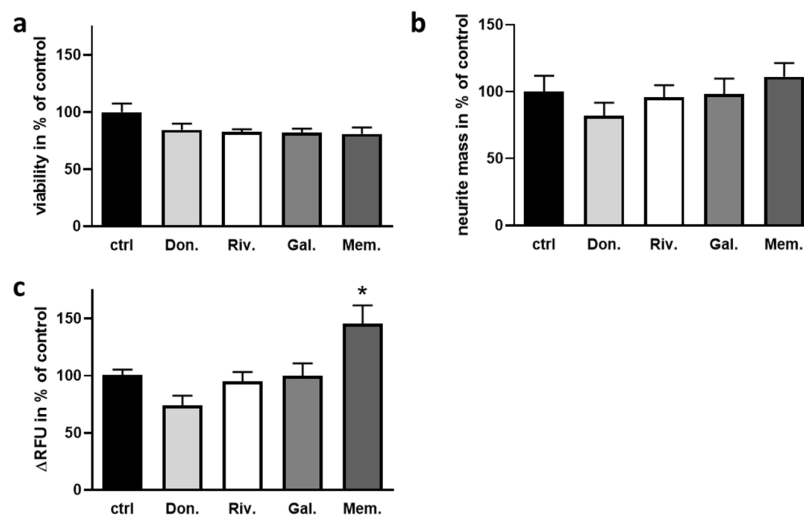 a
viability in % of control
150
100
50
0
ctrl Don. Riv. Gal. Mem.
b
neurite mass in % of control
150
100
50
0
ctrl Don. Riv. Gal. Mem.
c
ΔRFU in % of control
150
100
50
0
*
ctrl Don. Riv. Gal. Mem.